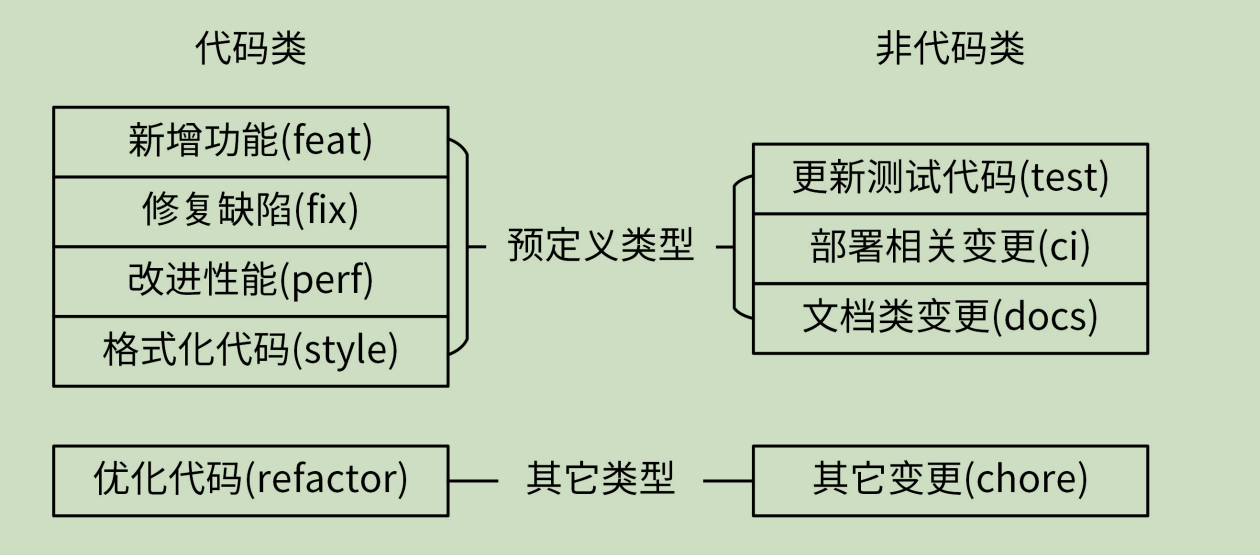 代码类
非代码类
新增功能(feat)
修复缺陷(fix)
改进性能(perf)
格式化代码(style)
预定义类型
更新测试代码(test)
部署相关变更(ci)
文档类变更(docs)
优化代码(refactor)
其它类型
其它变更(chore)